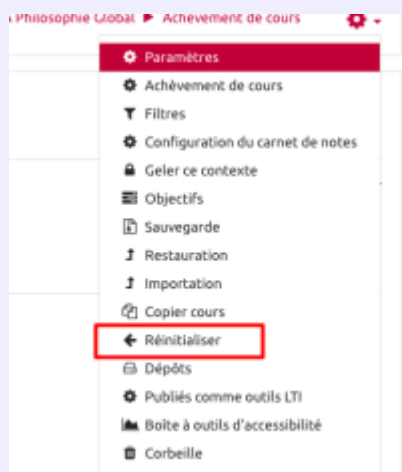 Philosophie Global ▶ Achèvement de cours
Paramètres
Achèvement de cours
Filtres
Configuration du carnet de notes
Geler ce contexte
Objectifs
Sauvegarde
Restauration
Importation
Copier cours
Réinitialiser
Dépôts
Publiés comme outils LTI
Boîte à outils d'accessibilité
Corbeille